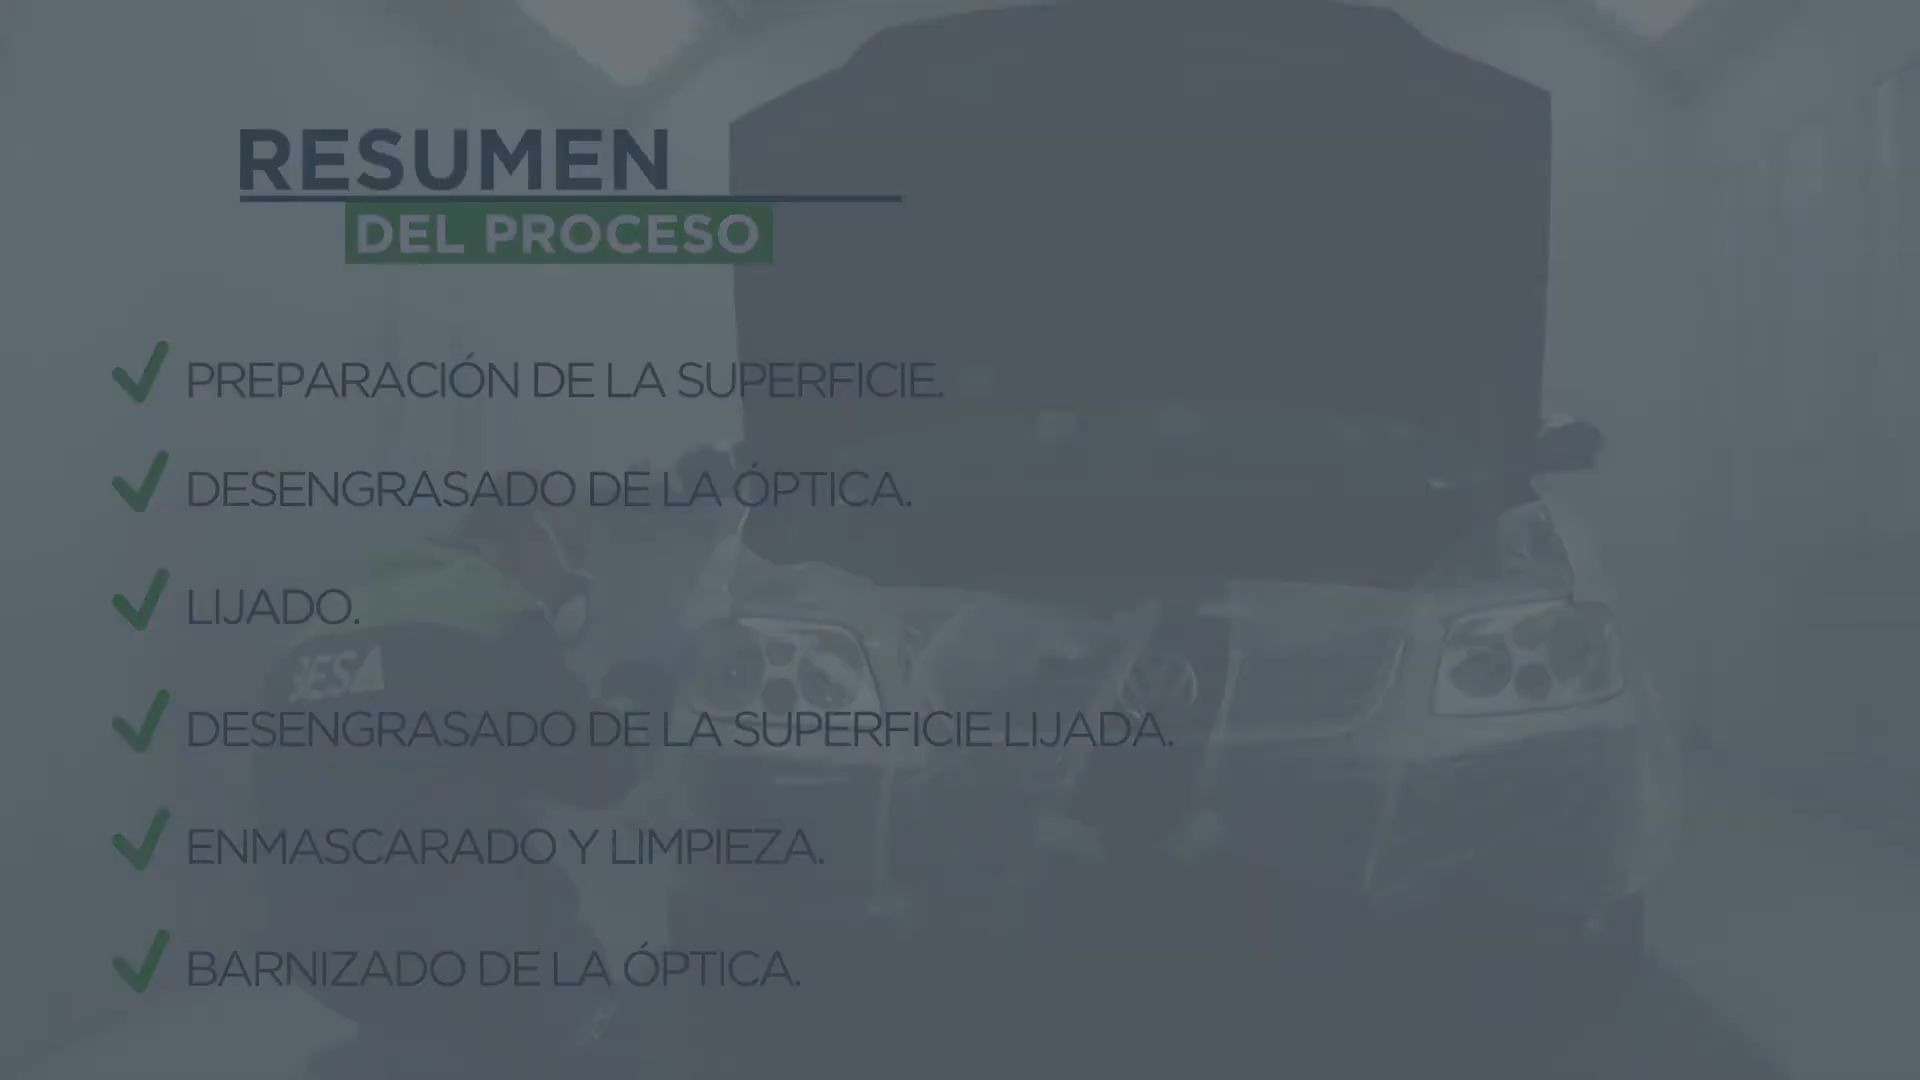 RESUMEN
DEL PROCESO
PREPARACIÓN DE LA SUPERFICIE.
DESENGRASADO DE LA ÓPTICA.
LIJADO.
BESA
DESENGRASADO DE LA SUPERFICIE LIJADA.
ENMASCARADO Y LIMPIEZA.
BARNIZADO DE LA ÓPTICA.